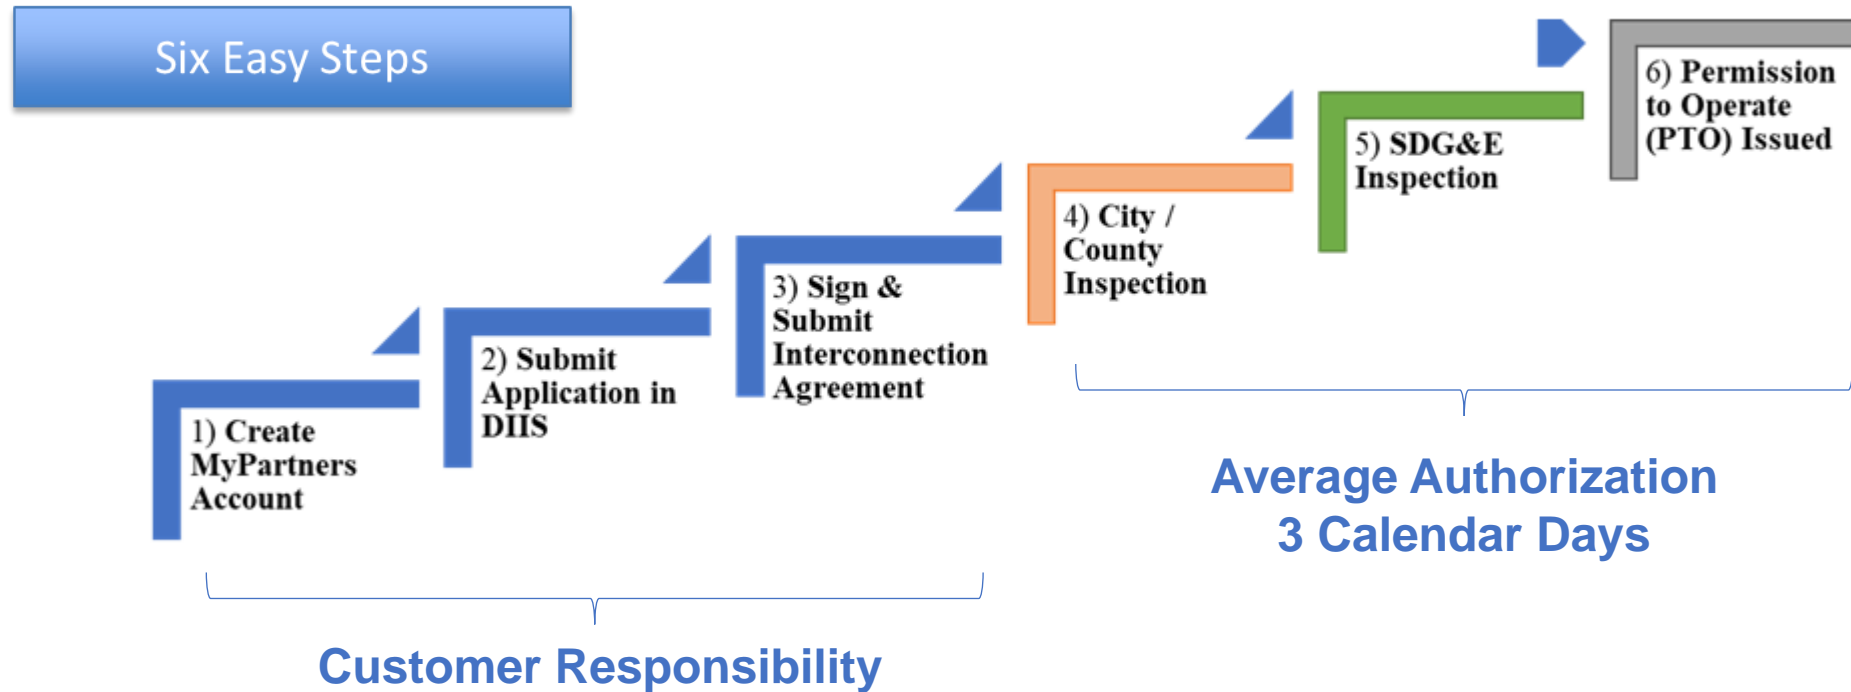 Six Easy Steps
1) Create
MyPartners
Account
2) Submit
Application in
DIIS
3) Sign &
Submit
Interconnection
Agreement
4) City /
County
Inspection
5) SDG&E
Inspection
6) Permission
to Operate
(PTO) Issued
Customer Responsibility
Average Authorization
3 Calendar Days